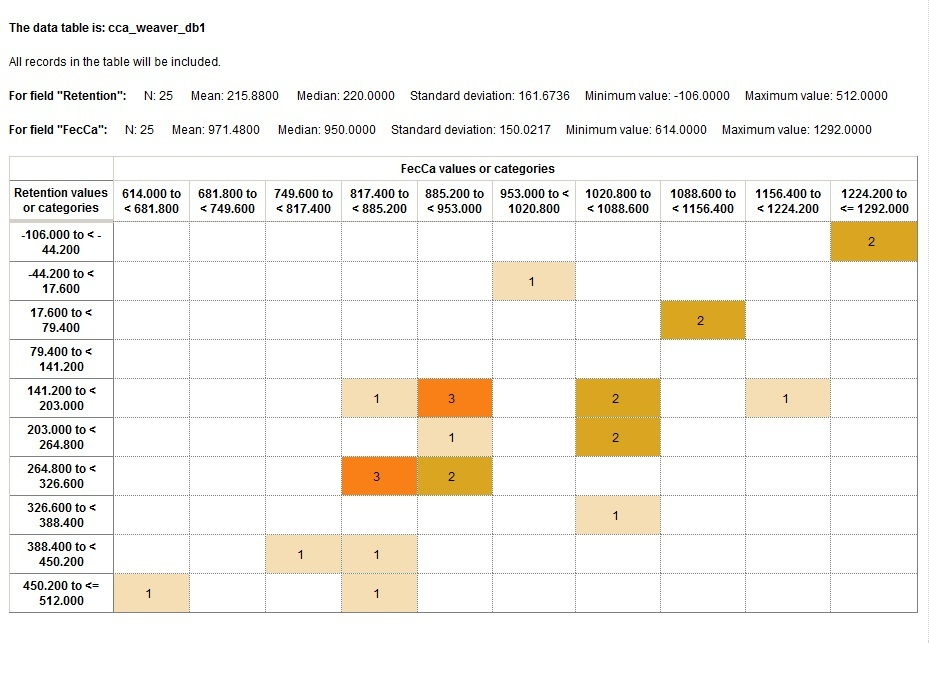 The data table is: cca_weaver_db1
All records in the table will be included.
For field "Retention": N: 25 Mean: 215.8800 Median: 220.0000 Standard deviation: 161.6736 Minimum value: -106.0000 Maximum value: 512.0000
For field "FecCa": N: 25 Mean: 971.4800 Median: 950.0000 Standard deviation: 150.0217 Minimum value: 614.0000 Maximum value: 1292.0000
FecCa values or categories
Retention values 614.000 to 681.800 to 749.600 to 817.400 to 885.200 to 953.000 to < 1020.800 to 1088.600 to 1156.400 to 1224.200 to
or categories < 681.800 < 749.600 < 817.400 < 885.200 < 953.000 1020.800 < 1088.600 < 1156.400 < 1224.200 <= 1292.000
-106.000 to < -
44.200
2
-44.200 to <
17.600
1
17.600 to <
79.400
2
79.400 to <
141.200
141.200 to <
203.000
1 3 2 1
203.000 to <
264.800
1 2
264.800 to <
326.600
3 2
326.600 to <
388.400
1
388.400 to <
450.200
1 1
450.200 to <=
512.000
1 1